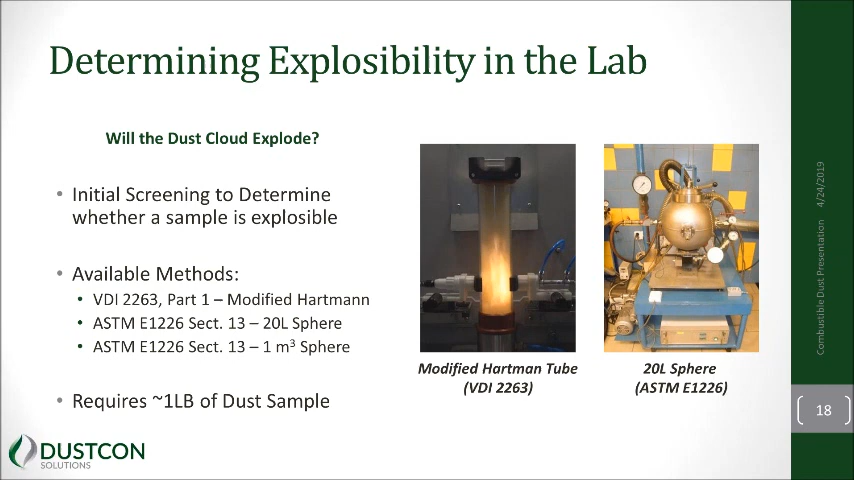 Determining Explosibility in the Lab
Will the Dust Cloud Explode?
• Initial Screening to Determine
whether a sample is explosible
• Available Methods:
• VDI 2263, Part 1 – Modified Hartmann
• ASTM E1226 Sect. 13 – 20L Sphere
• ASTM E1226 Sect. 13 – 1 m³ Sphere
• Requires ~1LB of Dust Sample
Modified Hartman Tube
(VDI 2263)
20L Sphere
(ASTM E1226)
Combustible Dust Presentation 4/24/2019
18
DUSTCON
SOLUTIONS